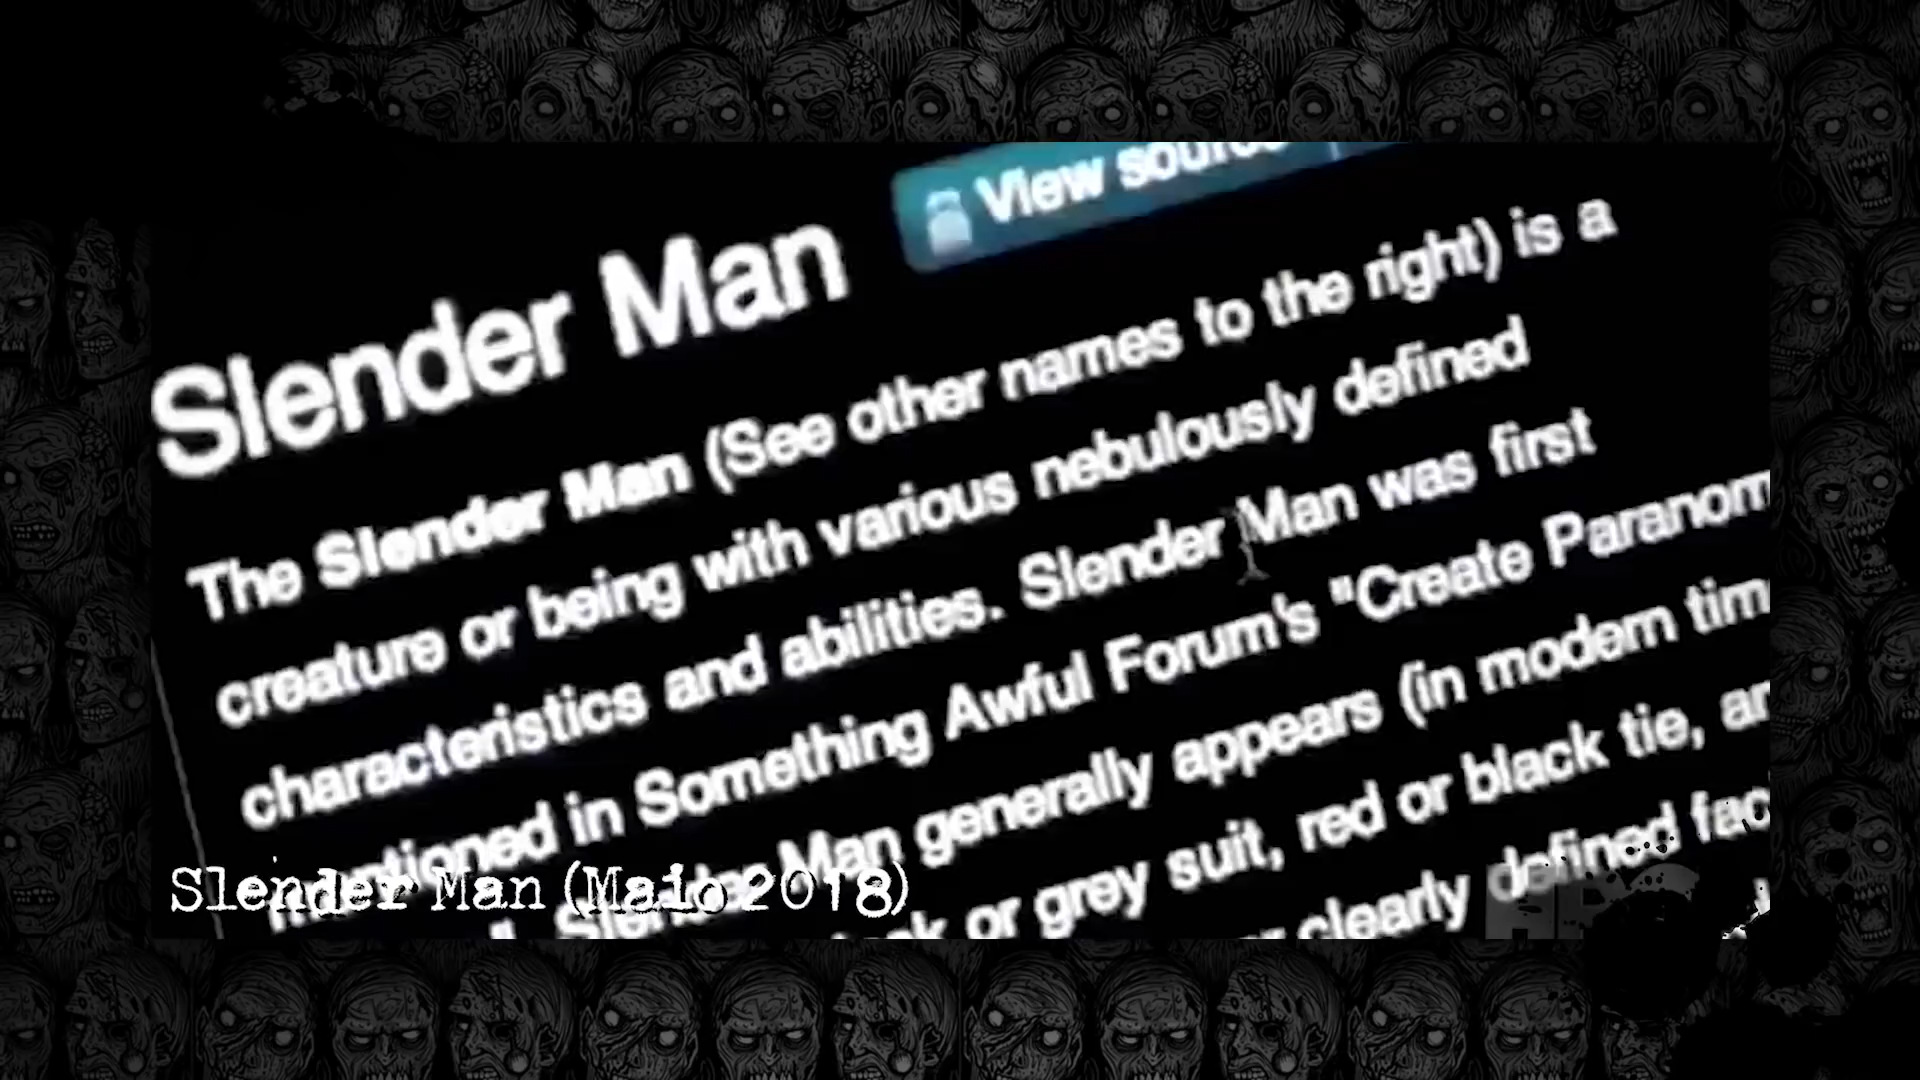 View source
Slender Man
The Slender Man (See other names to the right) is a
creature or being with various nebulously defined
characteristics and abilities. Slender Man was first
mentioned in Something Awful Forum's "Create Paranorm
Slender Man generally appears (in modern tim
or grey suit, red or black tie, an
clearly defined fac
Slender Man (Maio 2018)